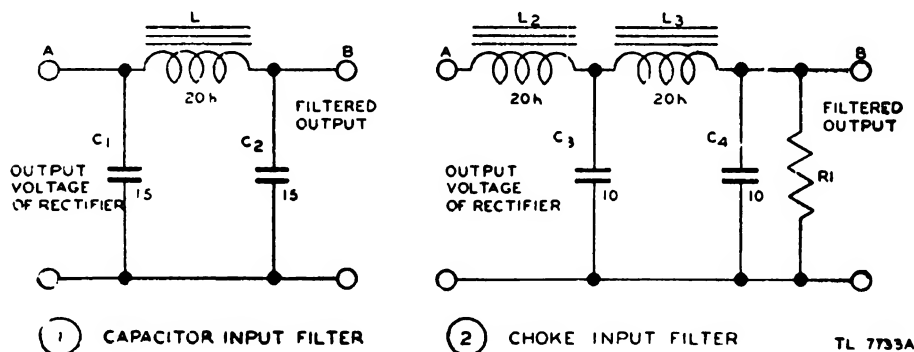 L
A
B
20h
C1
15
C2
15
OUTPUT
VOLTAGE
OF RECTIFIER
FILTERED
OUTPUT
1 CAPACITOR INPUT FILTER
L2
L3
A
B
20h
20h
C3
10
C4
10
R1
OUTPUT
VOLTAGE
OF RECTIFIER
FILTERED
OUTPUT
2 CHOKE INPUT FILTER
TL 7733A